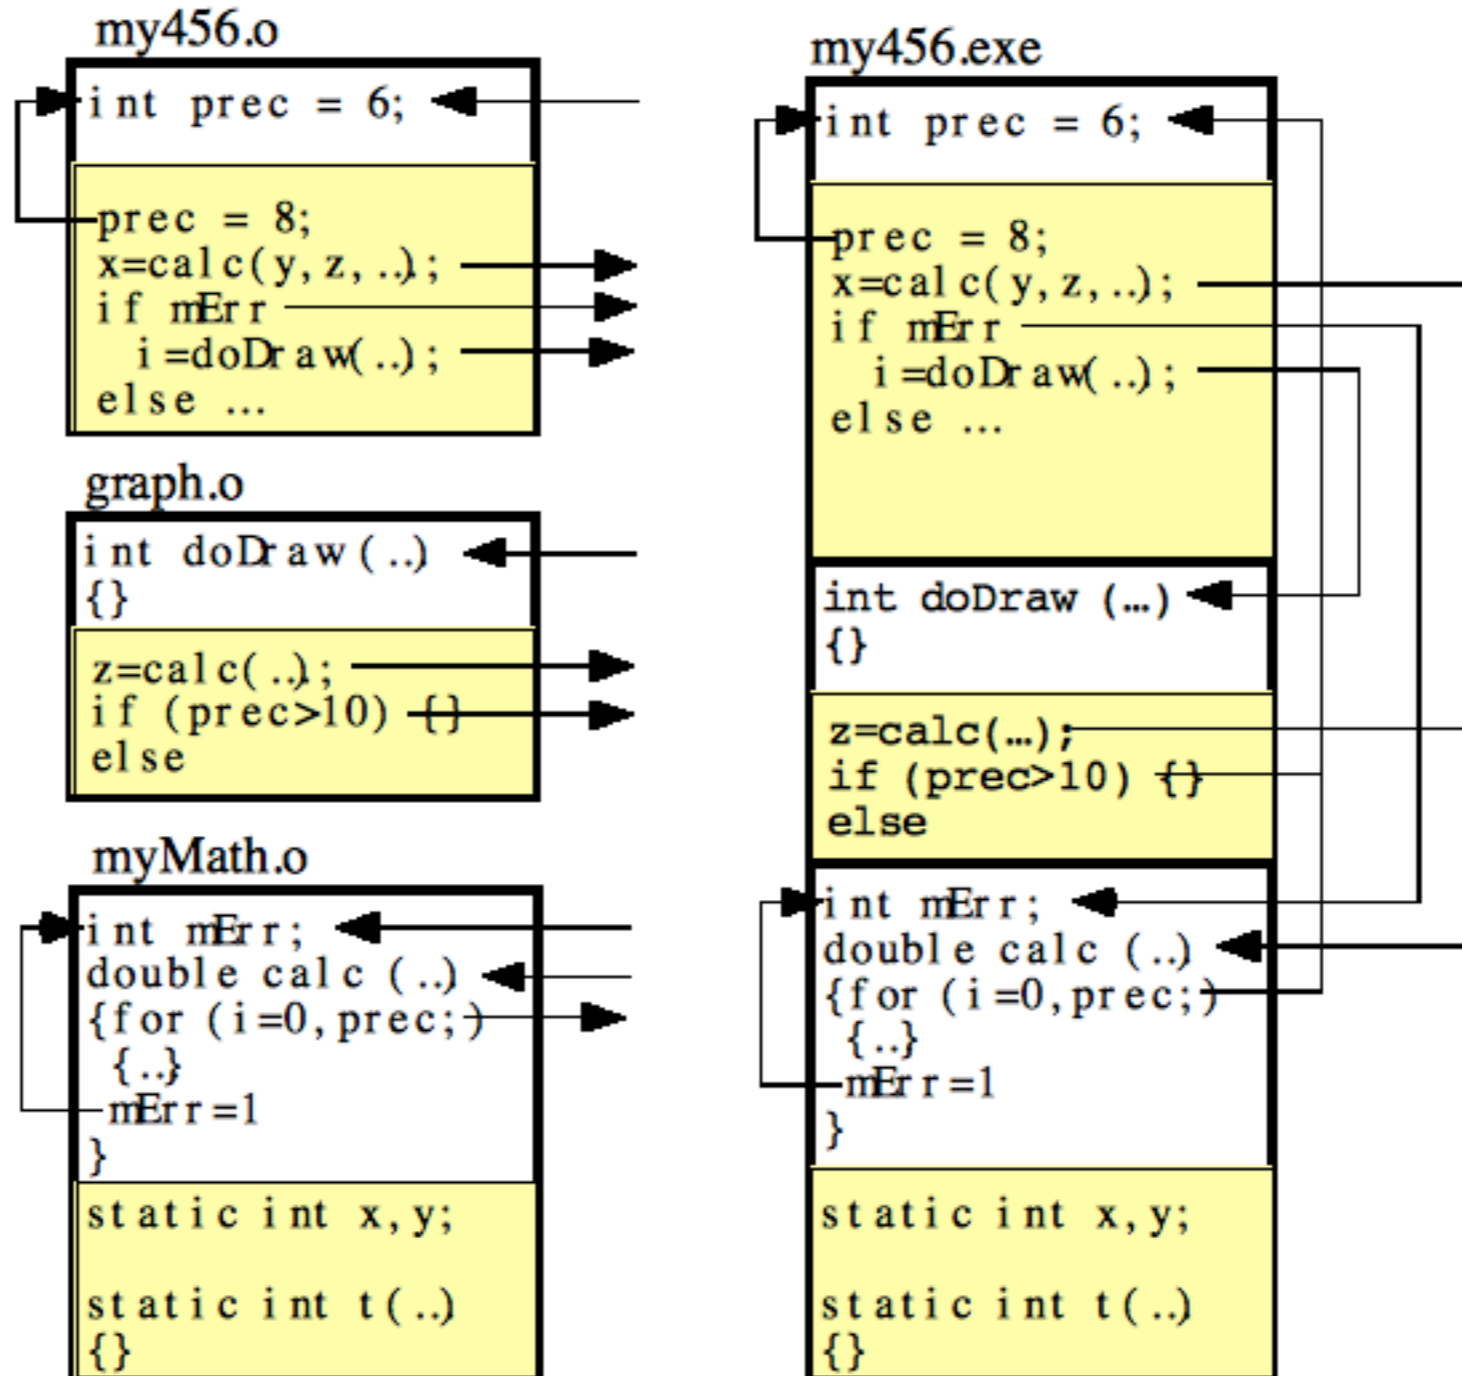 my456.o
int prec = 6;
prec = 8;
x=calc(y,z,..);
if mErr
i=doDraw(..);
else ...
graph.o
int doDraw(..)
{}
z=calc(..);
if (prec>10) {}
else
myMath.o
int mErr;
double calc (..)
{for (i=0,prec;)
{..}
mErr=1
}
static int x,y;
static int t(..)
{}
my456.exe
int prec = 6;
prec = 8;
x=calc(y,z,..);
if mErr
i=doDraw(..);
else ...
int doDraw (…)
{}
z=calc(…);
if (prec>10) {}
else
int mErr;
double calc (..)
{for (i=0,prec;)
{..}
mErr=1
}
static int x,y;
static int t(..)
{}